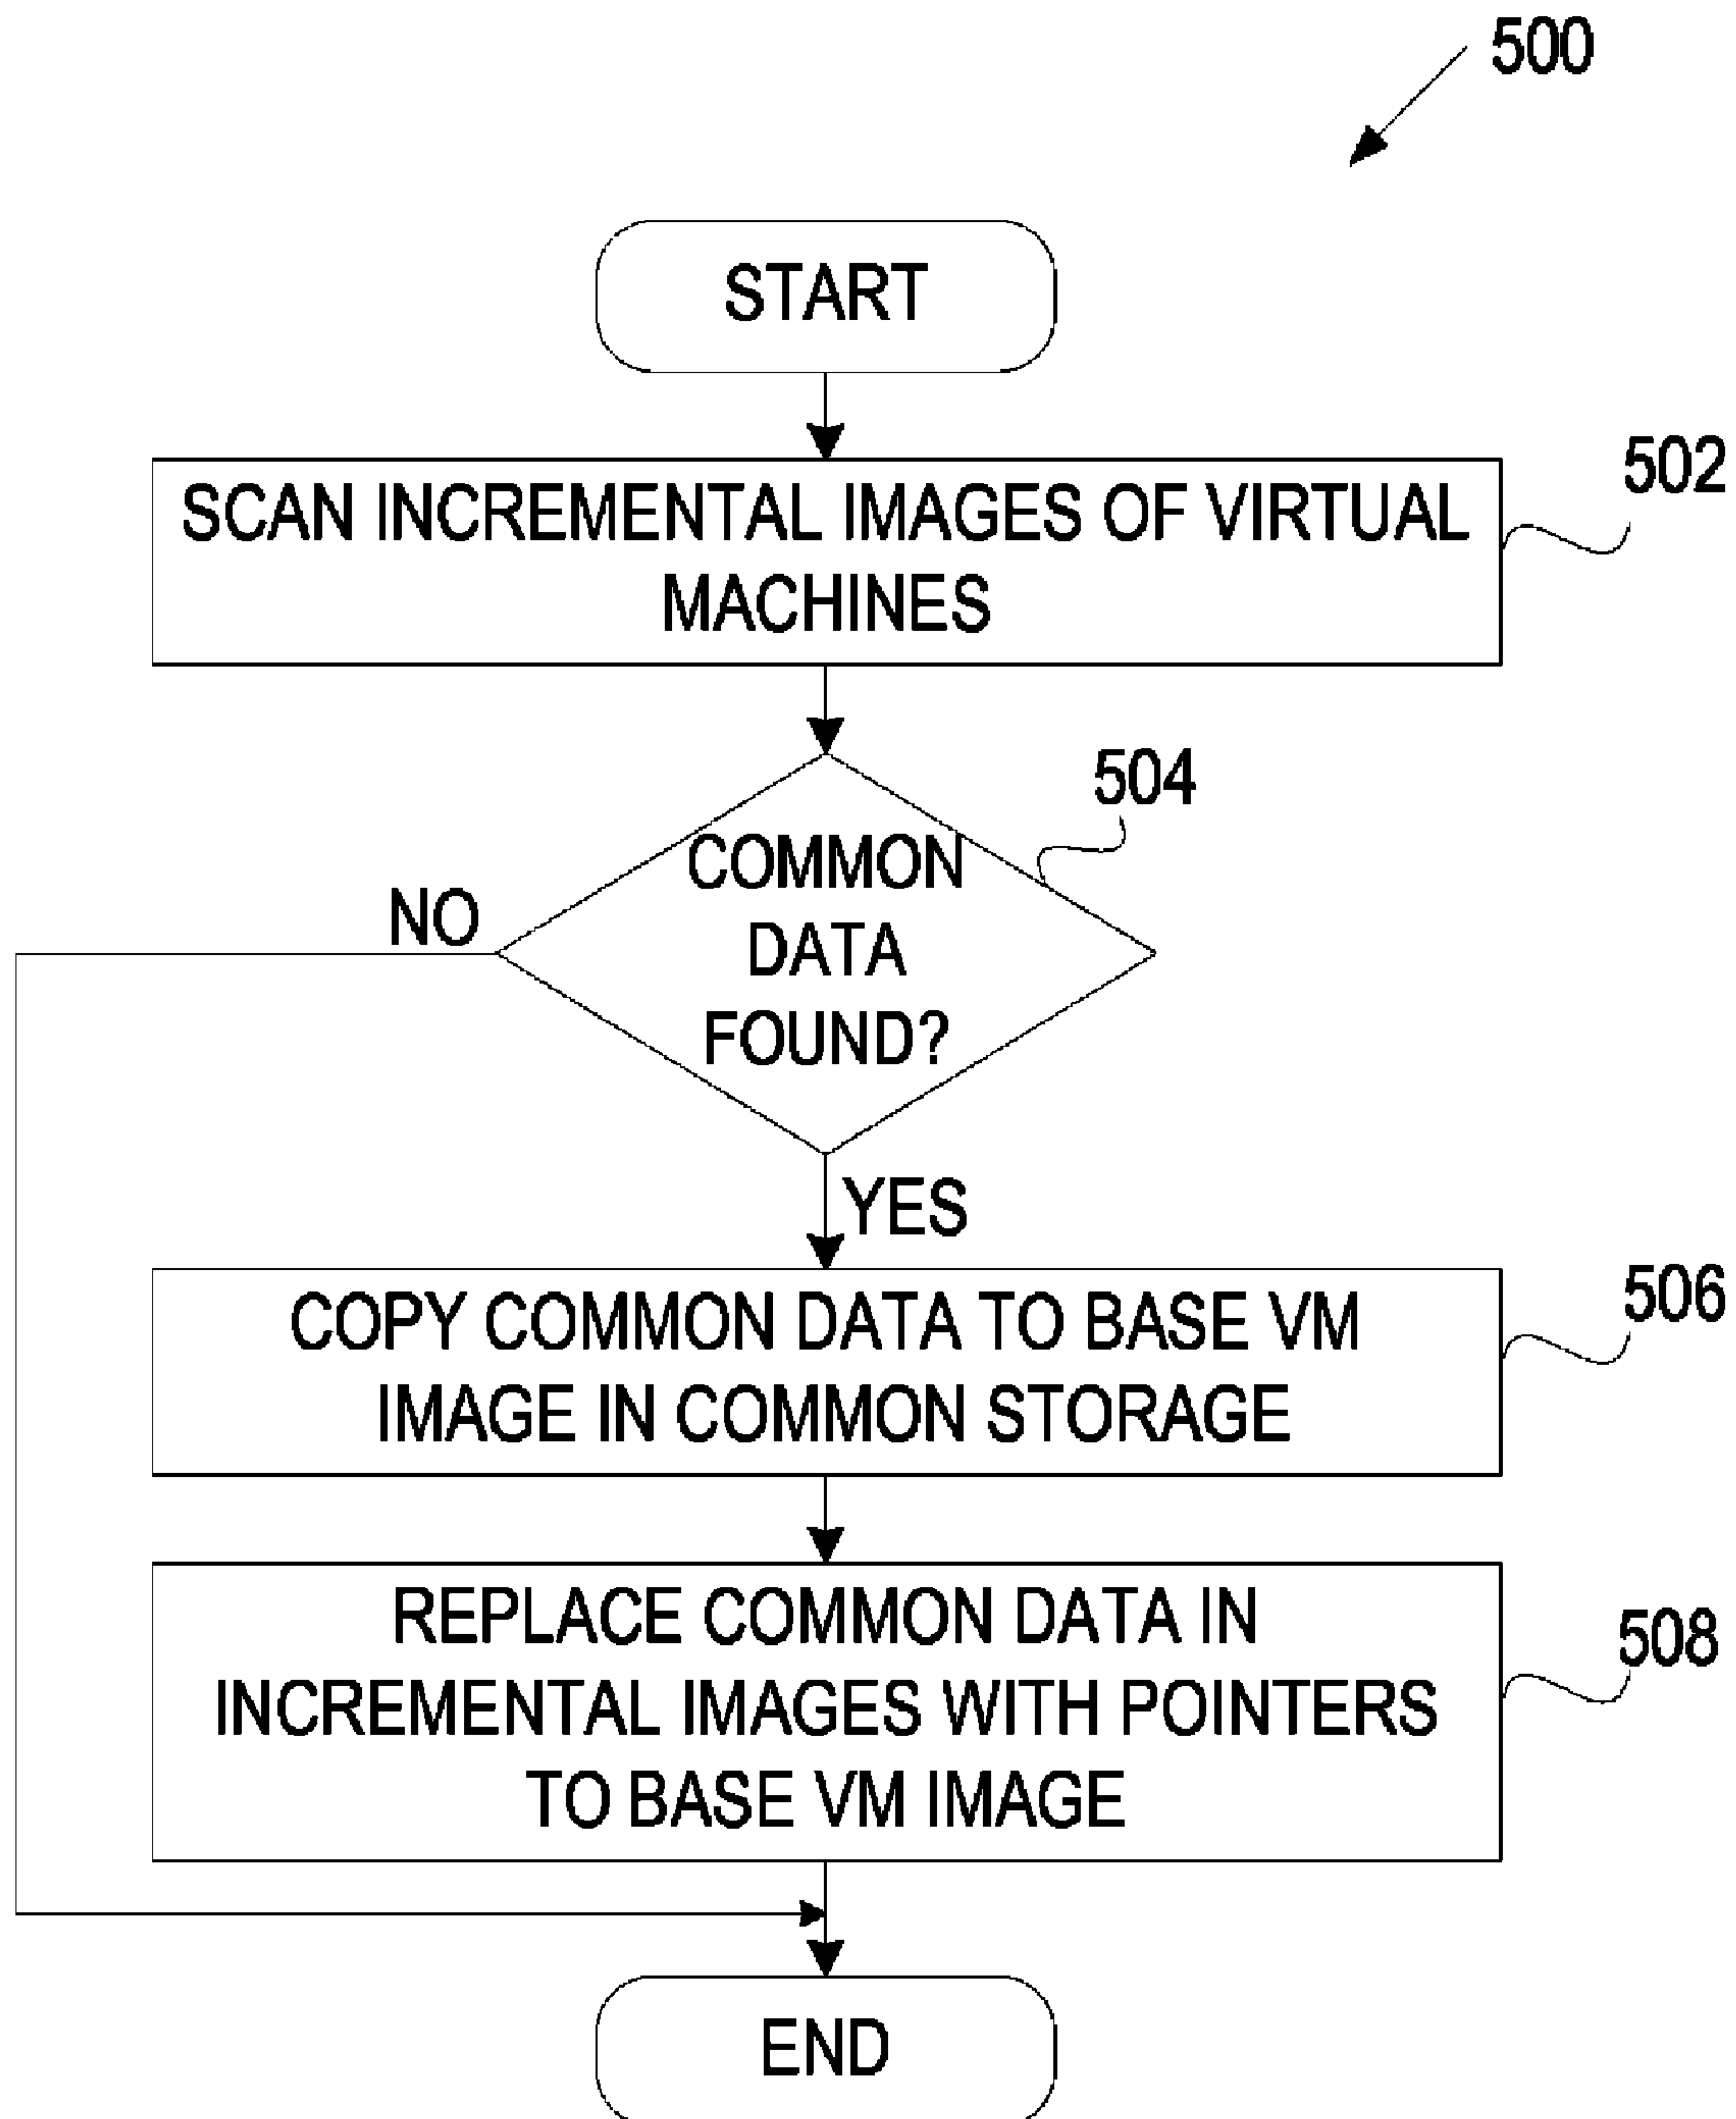 500
START
502
SCAN INCREMENTAL IMAGES OF VIRTUAL
MACHINES
504
COMMON
DATA
FOUND?
NO
YES
506
COPY COMMON DATA TO BASE VM
IMAGE IN COMMON STORAGE
508
REPLACE COMMON DATA IN
INCREMENTAL IMAGES WITH POINTERS
TO BASE VM IMAGE
END